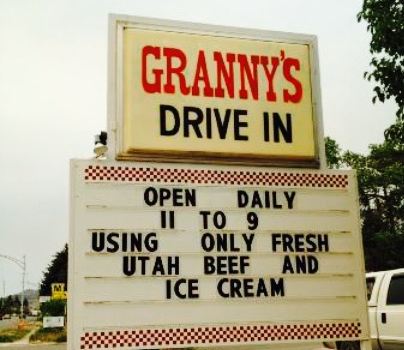 GRANNY'S
DRIVE IN
OPEN DAILY
11 TO 9
USING ONLY FRESH
UTAH BEEF AND
ICE CREAM